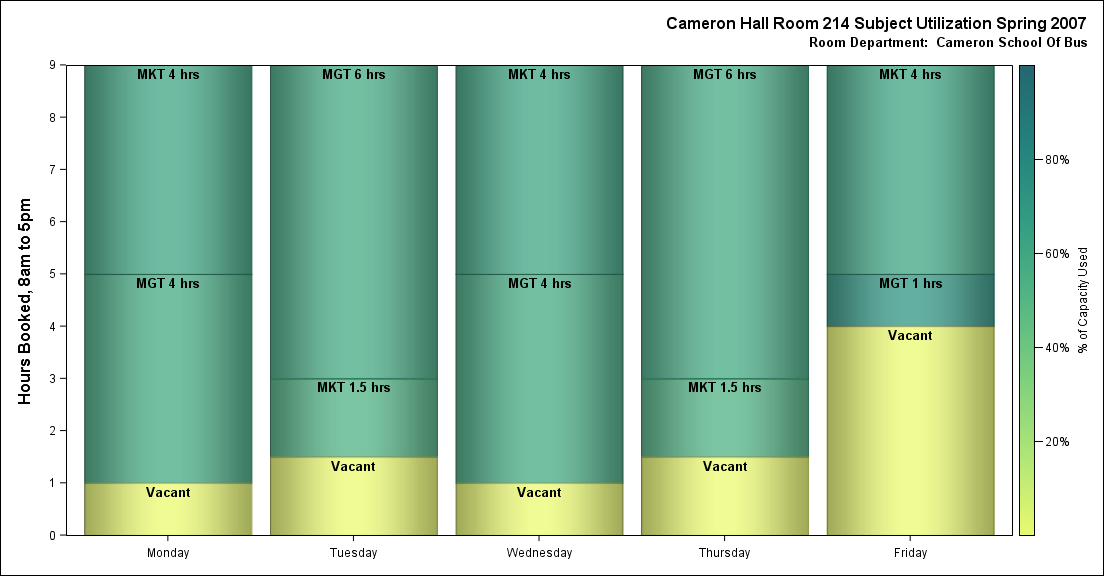 Cameron Hall Room 214 Subject Utilization Spring 2007
Room Department:  Cameron School Of Bus
Hours Booked, 8am to 5pm
9
8
7
6
5
4
3
2
1
0
MKT 4 hrs
MGT 4 hrs
Vacant
Monday
MGT 6 hrs
MKT 1.5 hrs
Vacant
Tuesday
MKT 4 hrs
MGT 4 hrs
Vacant
Wednesday
MGT 6 hrs
MKT 1.5 hrs
Vacant
Thursday
MKT 4 hrs
MGT 1 hrs
Vacant
Friday
80%
60%
40%
20%
% of Capacity Used